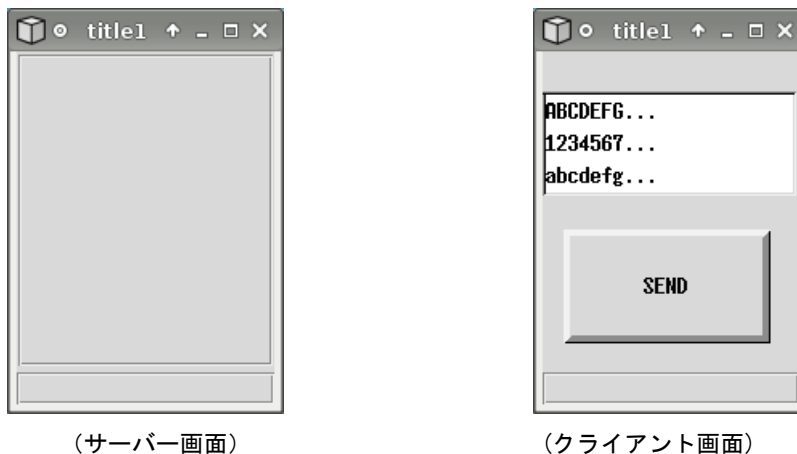 title1
title1
ABCDEFG...
1234567...
abcdefg...
SEND
（サーバー画面）
（クライアント画面）